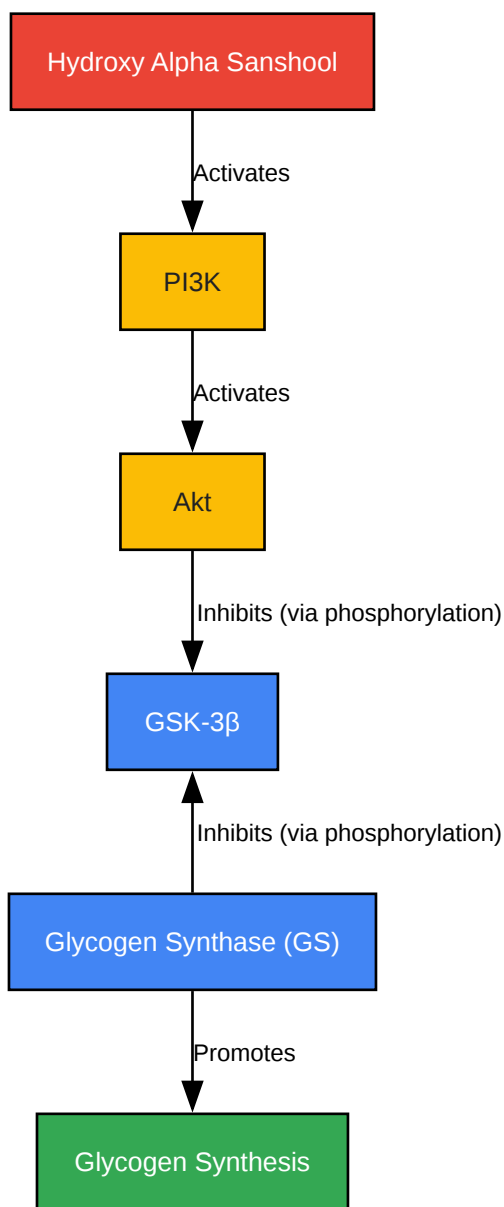 Hydroxy Alpha Sanshool
Activates
PI3K
Activates
Akt
Inhibits (via phosphorylation)
GSK-3β
Inhibits (via phosphorylation)
Glycogen Synthase (GS)
Promotes
Glycogen Synthesis